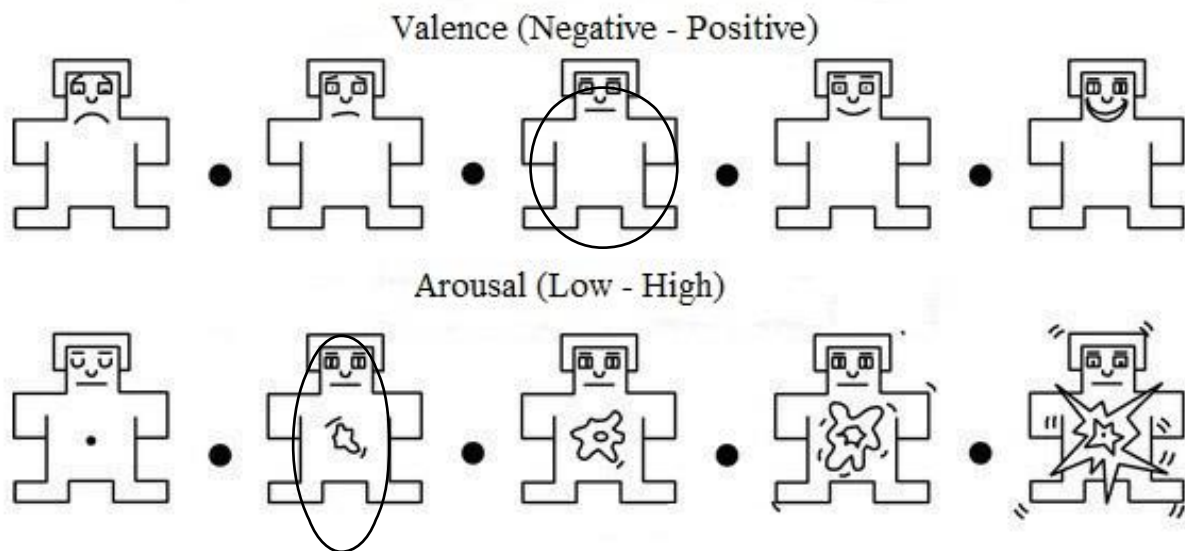 Valence (Negative - Positive)
Arousal (Low - High)